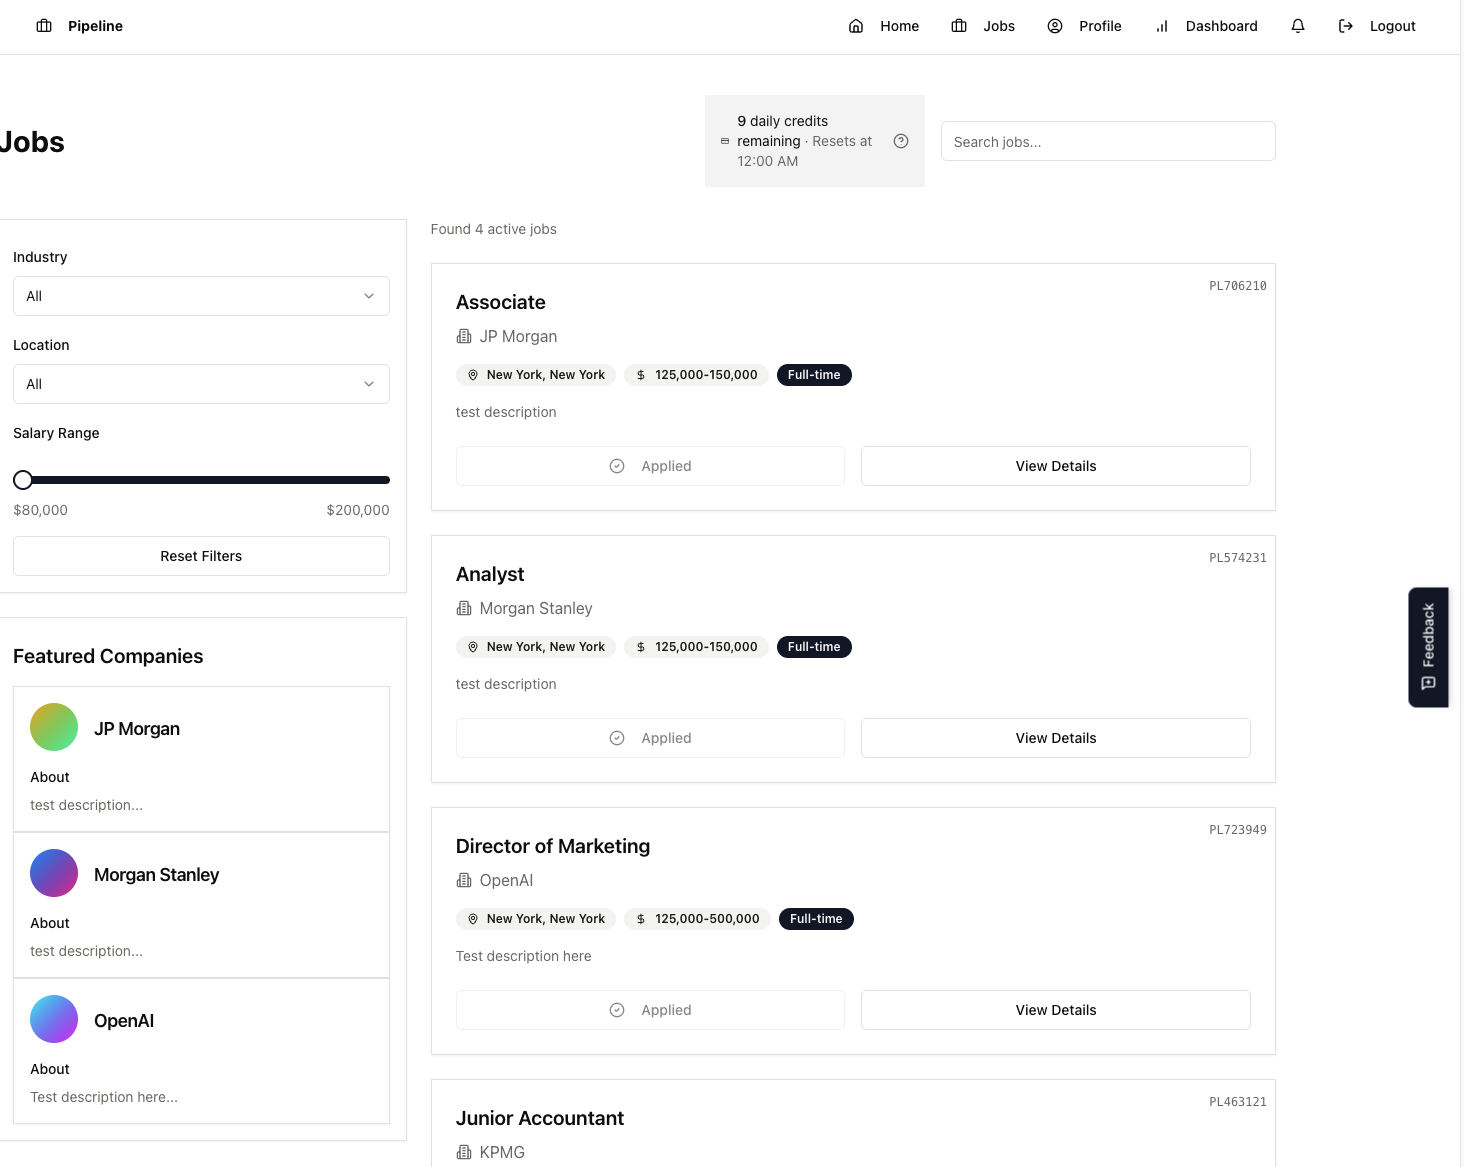 Pipeline
Home
Jobs
Profile
Dashboard
Logout
Jobs
9 daily credits
remaining · Resets at
12:00 AM
Search jobs...
Industry
All
Location
All
Salary Range
$80,000
$200,000
Reset Filters
Featured Companies
JP Morgan
About
test description...
Morgan Stanley
About
test description...
OpenAI
About
Test description here...
Found 4 active jobs
PL706210
Associate
JP Morgan
New York, New York
$ 125,000-150,000
Full-time
test description
Applied
View Details
PL574231
Analyst
Morgan Stanley
New York, New York
$ 125,000-150,000
Full-time
test description
Applied
View Details
PL723949
Director of Marketing
OpenAI
New York, New York
$ 125,000-500,000
Full-time
Test description here
Applied
View Details
PL463121
Junior Accountant
KPMG
Feedback